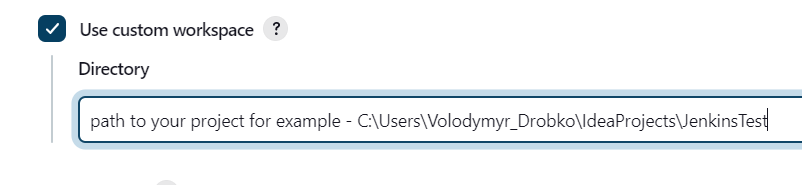 Use custom workspace ?
Directory
path to your project for example - C:\Users\Volodymyr_Drobko\IdeaProjects\JenkinsTest